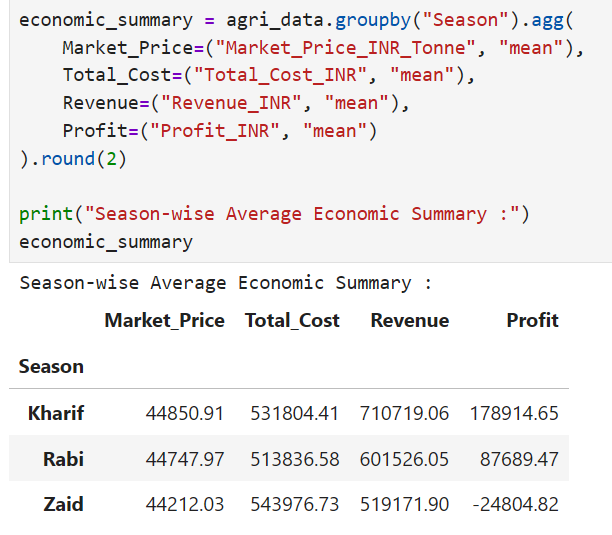 economic_summary = agri_data.groupby("Season").agg(
    Market_Price=("Market_Price_INR_Tonne", "mean"),
    Total_Cost=("Total_Cost_INR", "mean"),
    Revenue=("Revenue_INR", "mean"),
    Profit=("Profit_INR", "mean")
).round(2)

print("Season-wise Average Economic Summary :")
economic_summary
Season-wise Average Economic Summary :
Market_Price Total_Cost Revenue Profit
Season
Kharif 44850.91 531804.41 710719.06 178914.65
Rabi 44747.97 513836.58 601526.05 87689.47
Zaid 44212.03 543976.73 519171.90 -24804.82